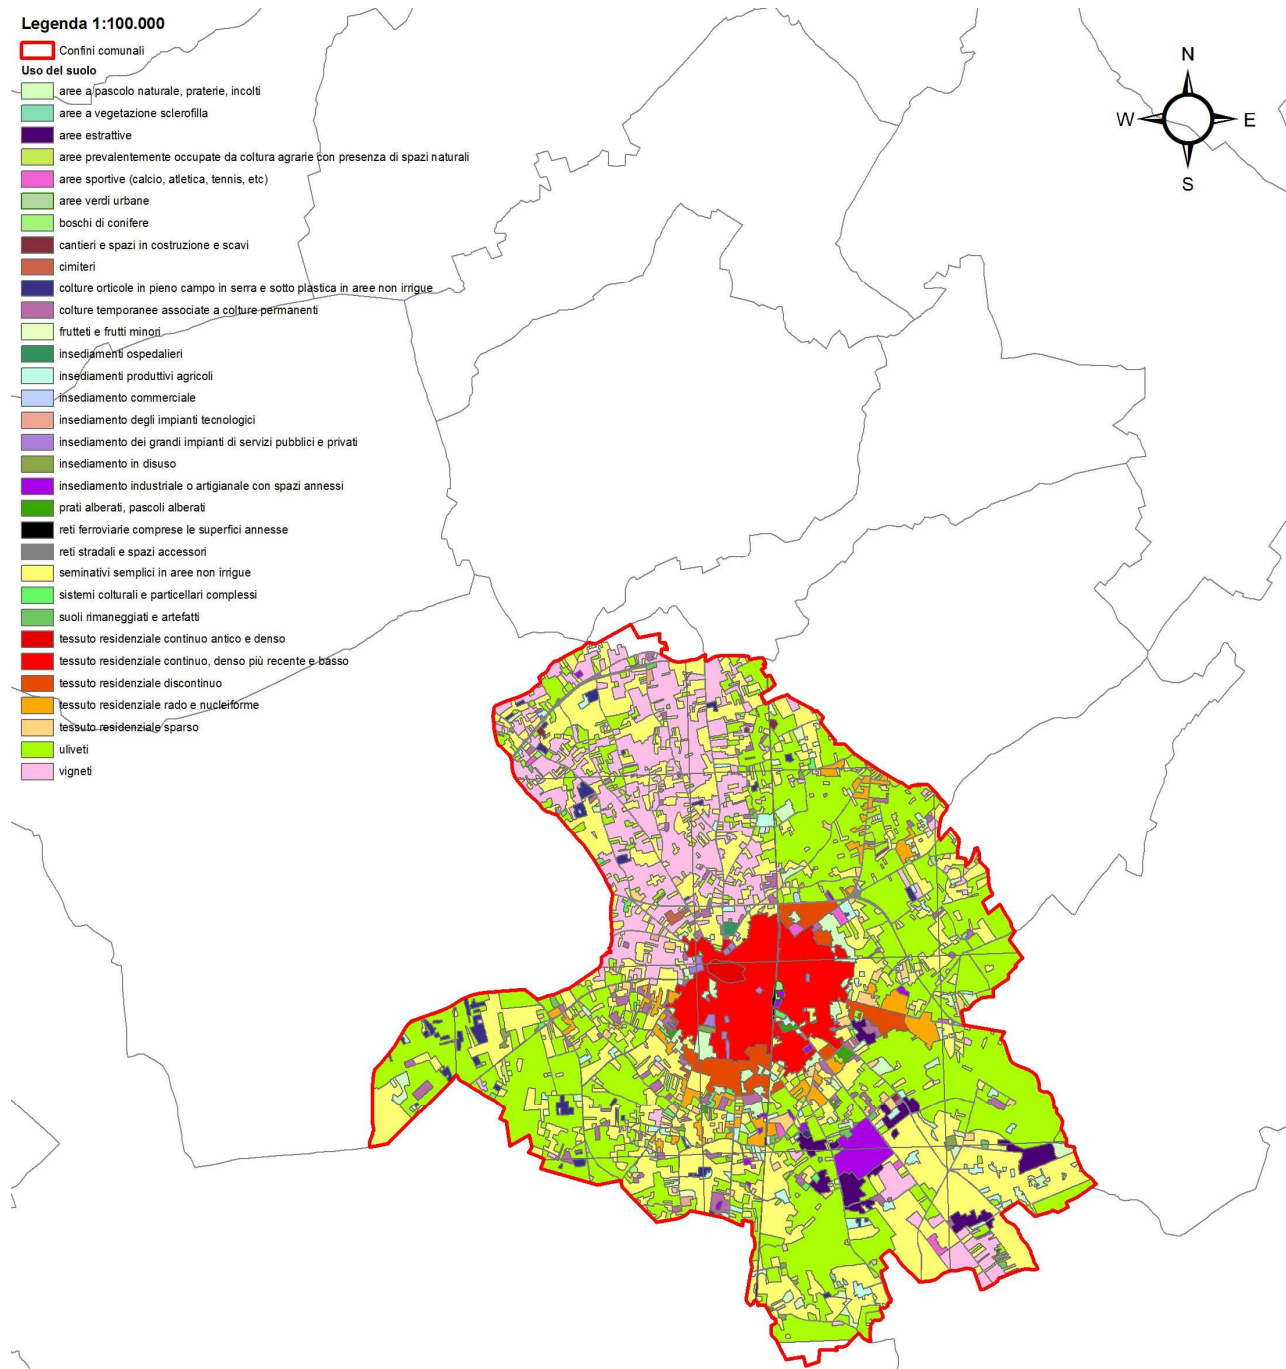 Legenda 1:100.000
Confini comunali
Uso del suolo
aree a pascolo naturale, praterie, incolti
aree a vegetazione sclerofilla
aree estrattive
aree prevalentemente occupate da coltura agrarie con presenza di spazi naturali
aree sportive (calcio, atletica, tennis, etc)
aree verdi urbane
boschi di conifere
cantieri e spazi in costruzione e scavi
cimiteri
colture orticole in pieno campo in serra e sotto plastica in aree non irrigue
colture temporanee associate a colture permanenti
frutteti e frutti minori
insediamenti ospedalieri
insediamenti produttivi agricoli
insediamento commerciale
insediamento degli impianti tecnologici
insediamento dei grandi impianti di servizi pubblici e privati
insediamento in disuso
insediamento industriale o artigianale con spazi annessi
prati alberati, pascoli alberati
reti ferroviarie comprese le superfici annesse
reti stradali e spazi accessori
seminativi semplici in aree non irrigue
sistemi colturali e particellari complessi
suoli rimaneggiati e artefatti
tessuto residenziale continuo antico e denso
tessuto residenziale continuo, denso più recente e basso
tessuto residenziale discontinuo
tessuto residenziale rado e nucleiforme
tessuto residenziale sparso
uliveti
vigneti
N
W E
S